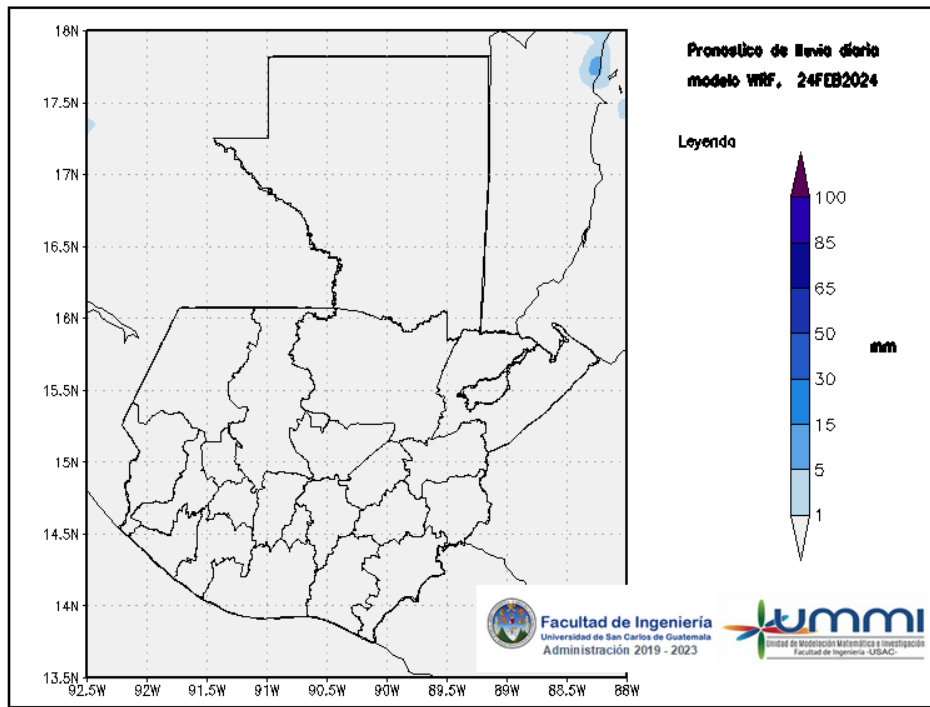 18N
17.5N
17N
16.5N
16N
15.5N
15N
14.5N
14N
13.5N
92.5W
92W
91.5W
91W
90.5W
90W
89.5W
89W
88.5W
88W
Pronostico de lluvia diaria
modelo WRF, 24FEB2024
Leyenda
100
85
65
50
30
15
5
1
mm
Facultad de Ingeniería
Universidad de San Carlos de Guatemala
Administración 2019 - 2023
UMMI
Unidad de Modelación Matemática e Investigación
Facultad de Ingeniería -USAC-